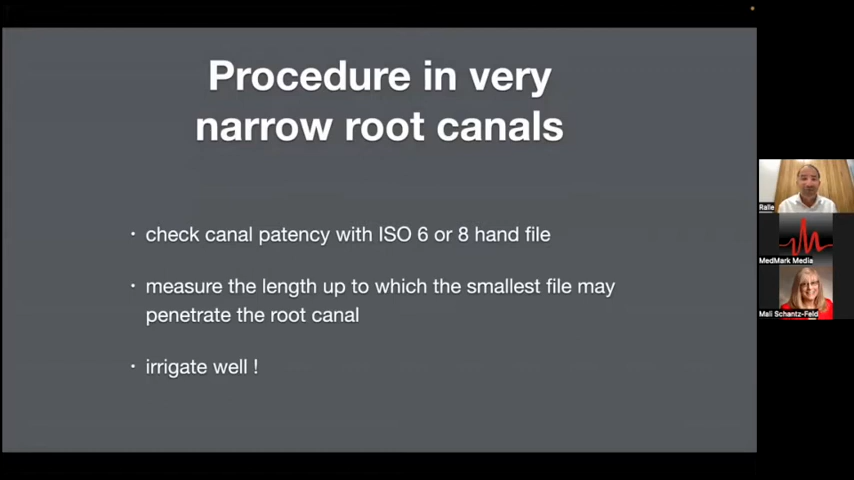 Procedure in very
narrow root canals
· check canal patency with ISO 6 or 8 hand file
· measure the length up to which the smallest file may
penetrate the root canal
· irrigate well !
Ralle
MedMark Media
Mali Schantz-Feld